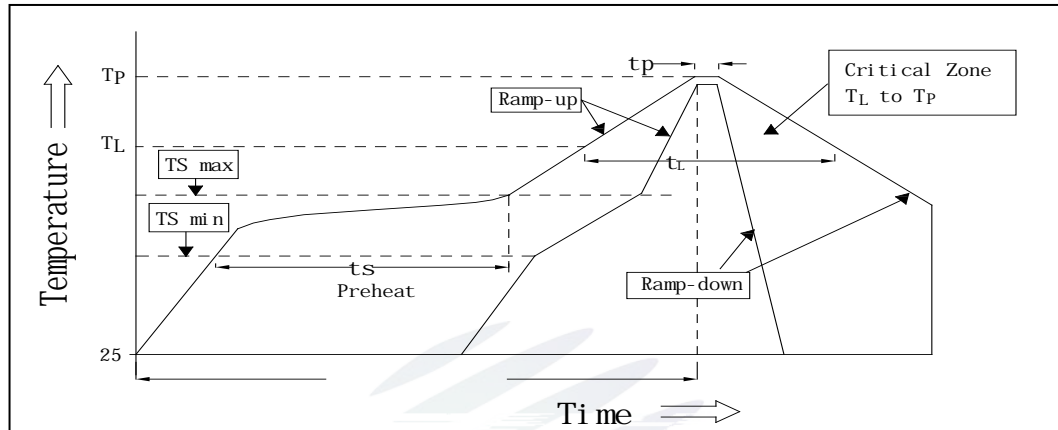 tp
TP
Critical Zone
TL to TP
Ramp-up
TL
tL
TS max
TS min
ts
Preheat
Ramp-down
25
Temperature
Time